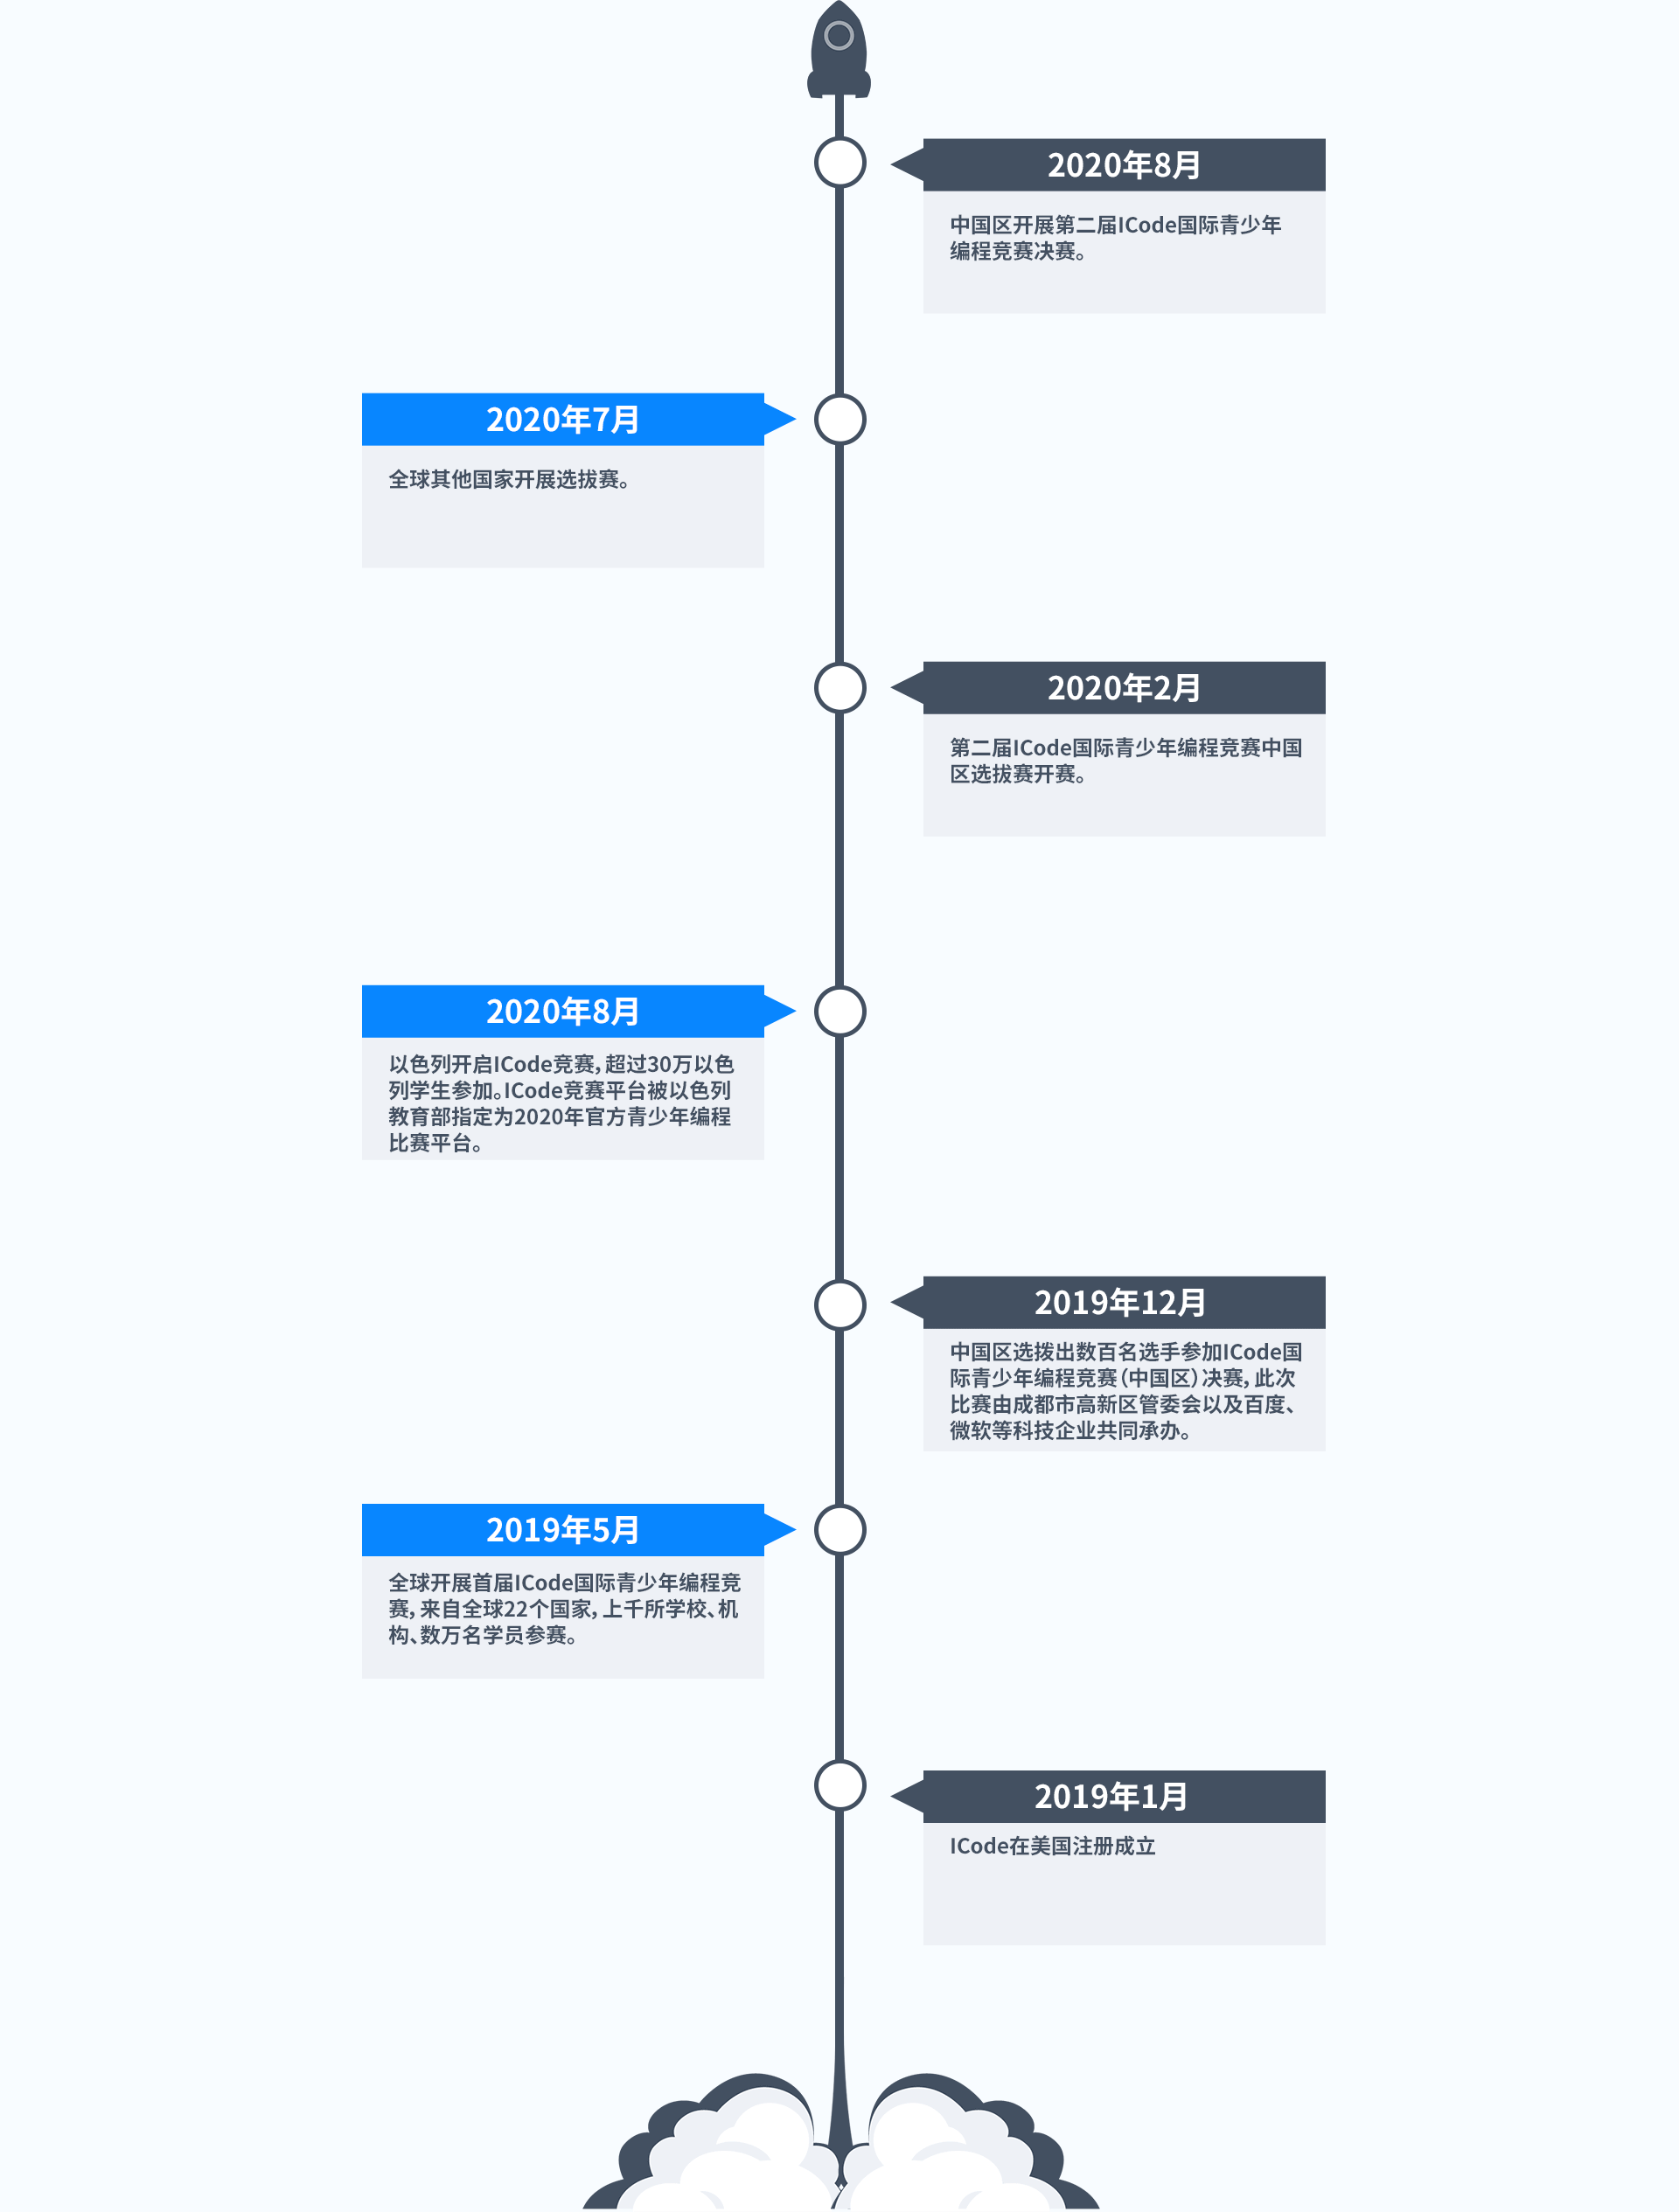 2020年8月
中国区开展第二届ICode国际青少年
编程竞赛决赛。
2020年7月
全球其他国家开展选拔赛。
2020年2月
第二届ICode国际青少年编程竞赛中国
区选拔赛开赛。
2020年8月
以色列开启ICode竞赛，超过30万以色
列学生参加。ICode竞赛平台被以色列
教育部指定为2020年官方青少年编程
比赛平台。
2019年12月
中国区选拨出数百名选手参加ICode国
际青少年编程竞赛（中国区）决赛，此次
比赛由成都市高新区管委会以及百度、
微软等科技企业共同承办。
2019年5月
全球开展首届ICode国际青少年编程竞
赛，来自全球22个国家，上千所学校、机
构、数万名学员参赛。
2019年1月
ICode在美国注册成立